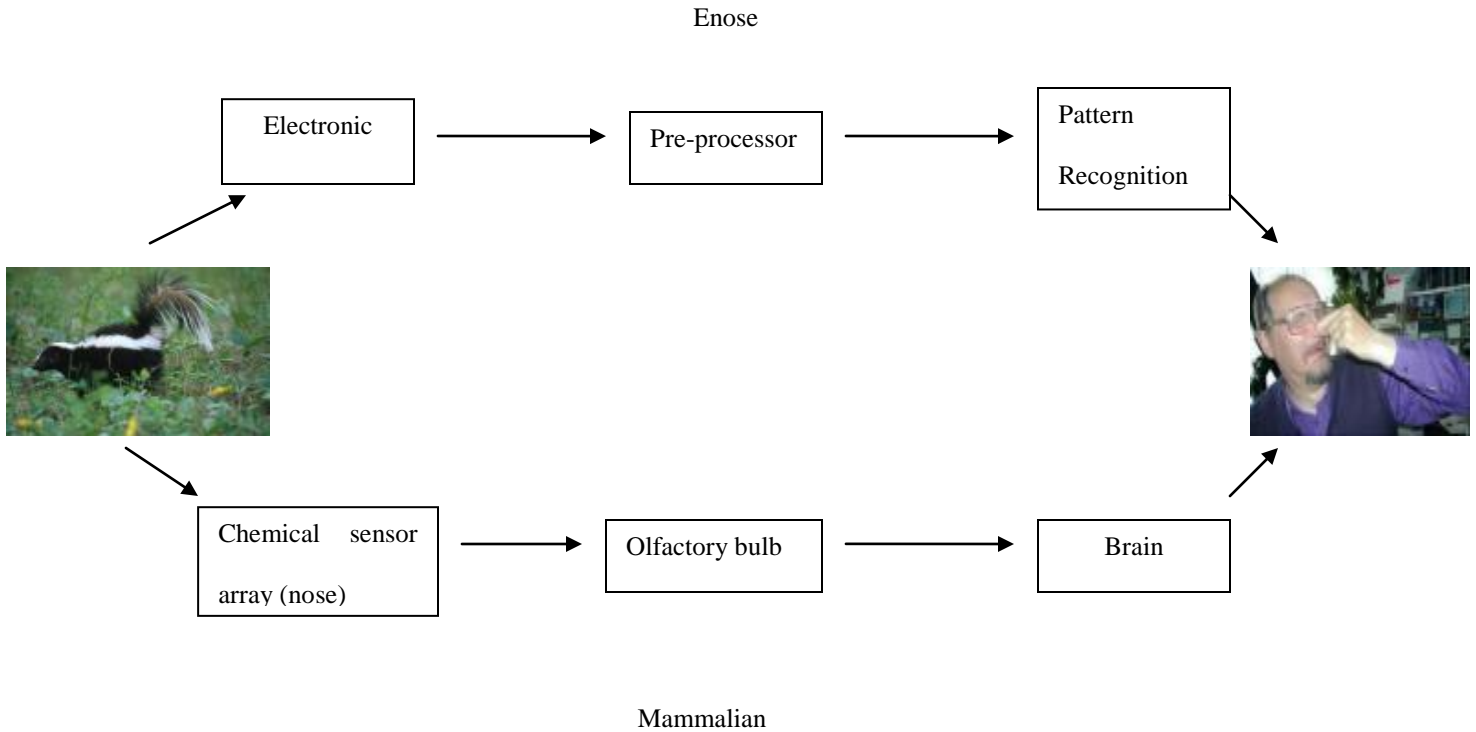 Enose
Electronic
Pre-processor
Pattern
Recognition
Chemical sensor
array (nose)
Olfactory bulb
Brain
Mammalian